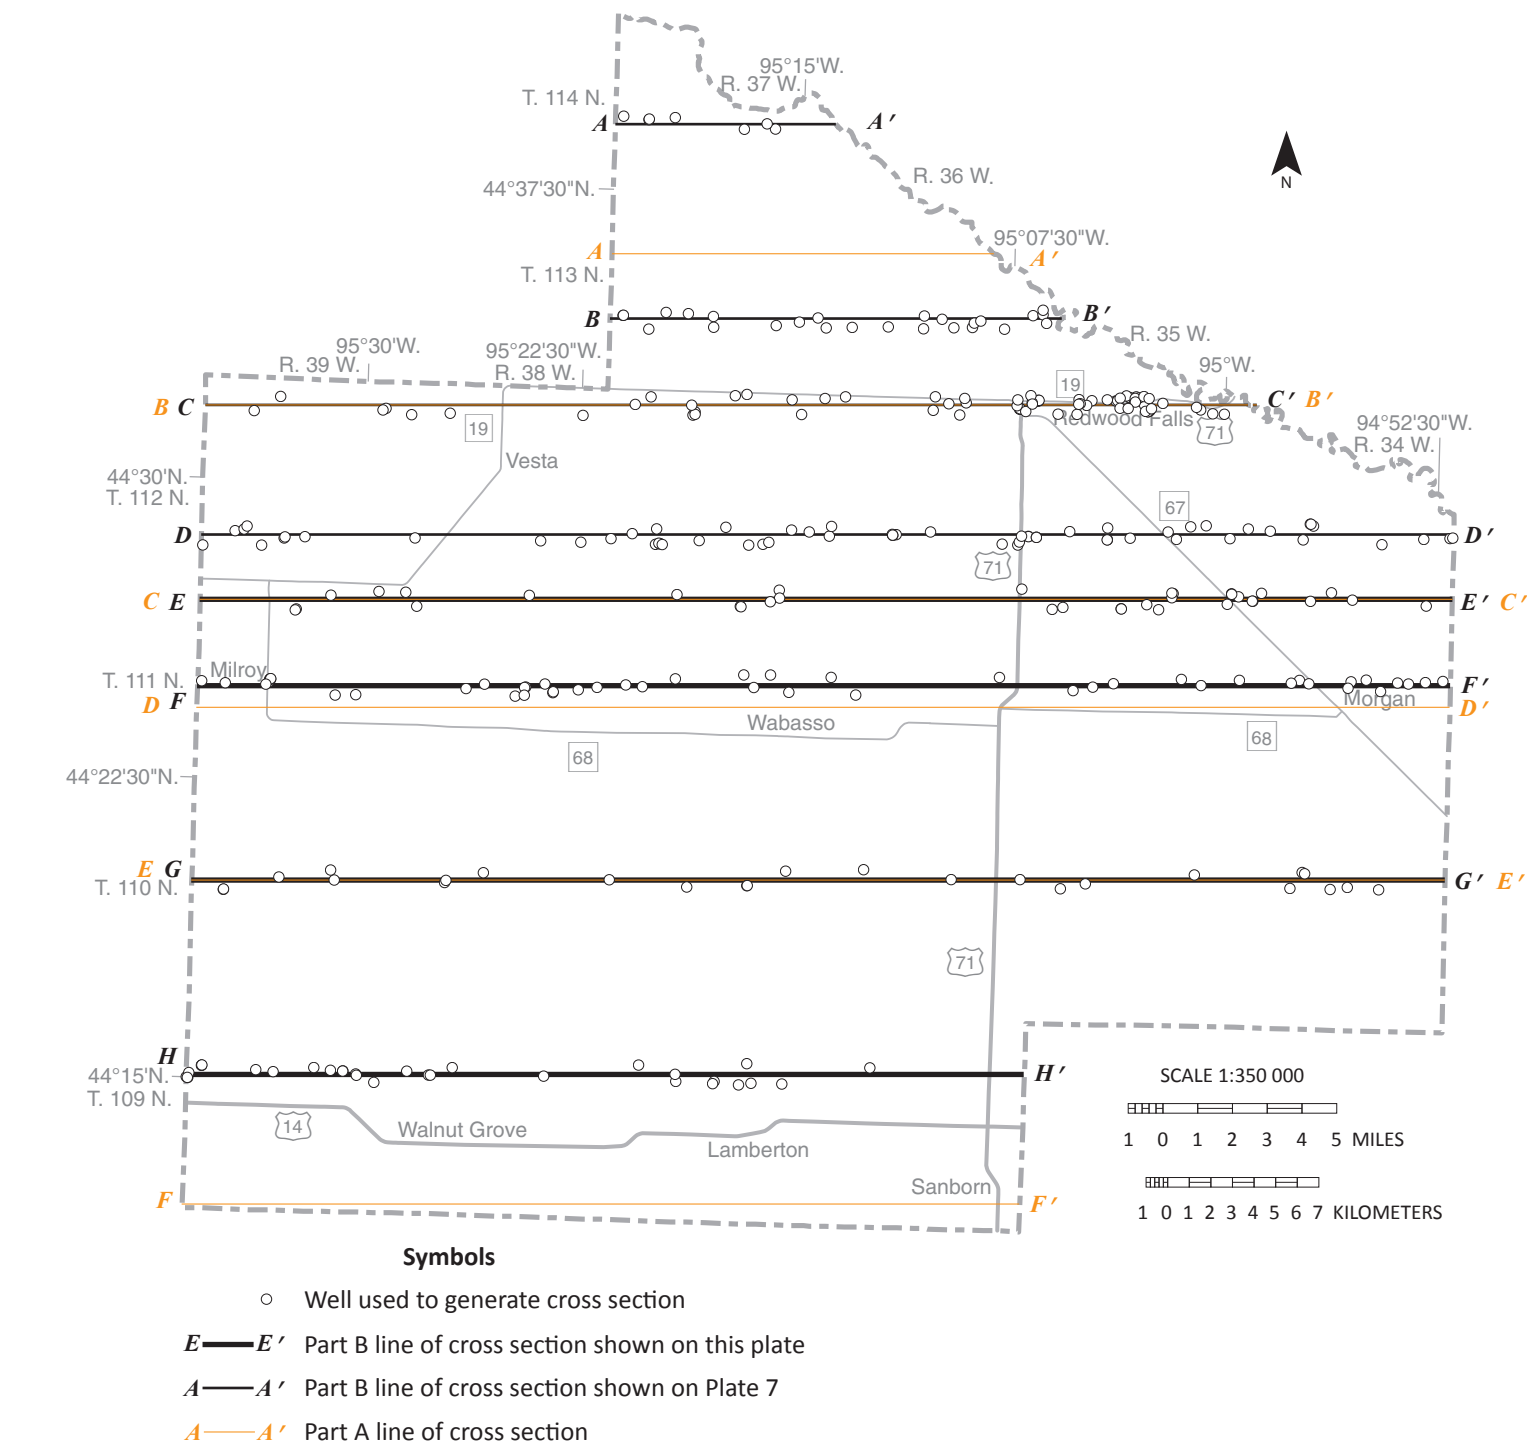 95°15'W.
R. 37 W.
T. 114 N.
A A′
44°37'30"N.
R. 36 W.
N
95°07'30"W.
A A′
T. 113 N.
B B′
R. 35 W.
95°30'W.
95°22'30"W.
R. 39 W.
R. 38 W.
95°W.
19
B C C′ B′
Redwood Falls
19
71
94°52'30"W.
R. 34 W.
Vesta
44°30'N.
T. 112 N.
67
D D′
71
C E E′ C′
Milroy
T. 111 N.
F F′
D D′
Morgan
Wabasso
68
68
44°22'30"N.
E G G′ E′
T. 110 N.
71
H H′
44°15'N.
T. 109 N.
14
Walnut Grove
Lamberton
Sanborn
F F′
SCALE 1:350 000
1 0 1 2 3 4 5 MILES
1 0 1 2 3 4 5 6 7 KILOMETERS
Symbols
Well used to generate cross section
E E′ Part B line of cross section shown on this plate
A A′ Part B line of cross section shown on Plate 7
A A′ Part A line of cross section